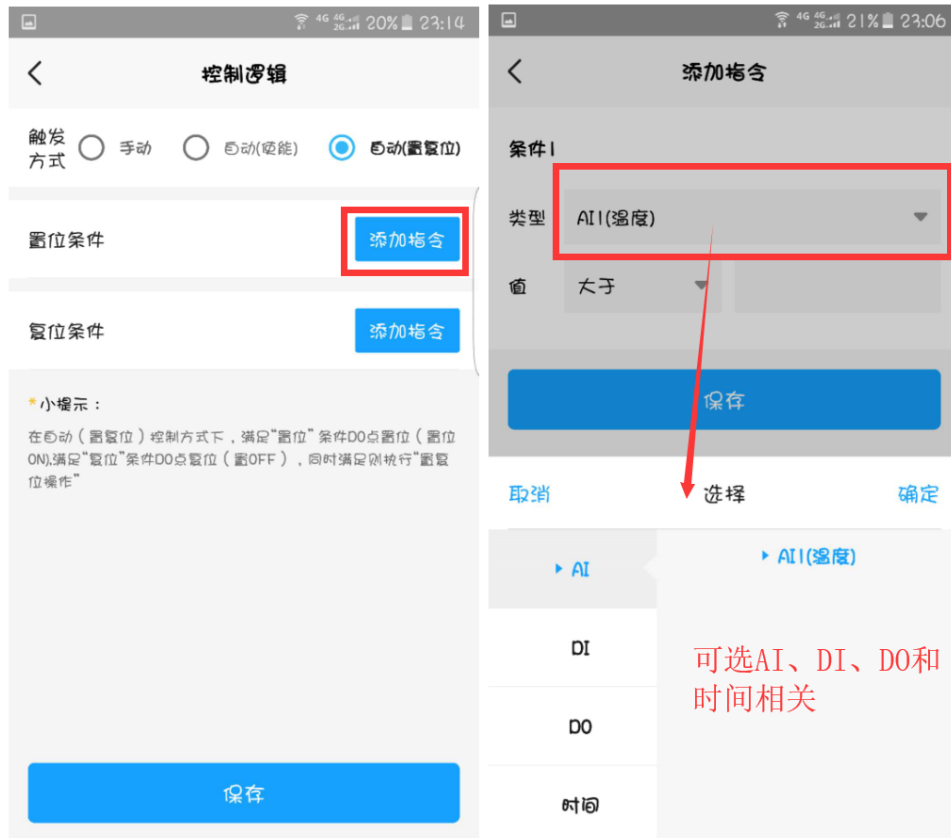 4G 4G 2G 20% 23:14
控制逻辑
触发
方式
手动
自动(使能)
自动(置复位)
置位条件
添加指令
复位条件
添加指令
*小提示：
在自动（置复位）控制方式下，满足“置位”条件DO点置位（置位
ON),满足“复位”条件DO点复位（置OFF），同时满足则执行“置复
位操作”
保存
4G 4G 2G 21% 23:06
添加指令
条件1
类型
AI1(温度)
值
大于
保存
取消
选择
确定
AI
AI1(温度)
DI
DO
时间
可选AI、DI、DO和
时间相关